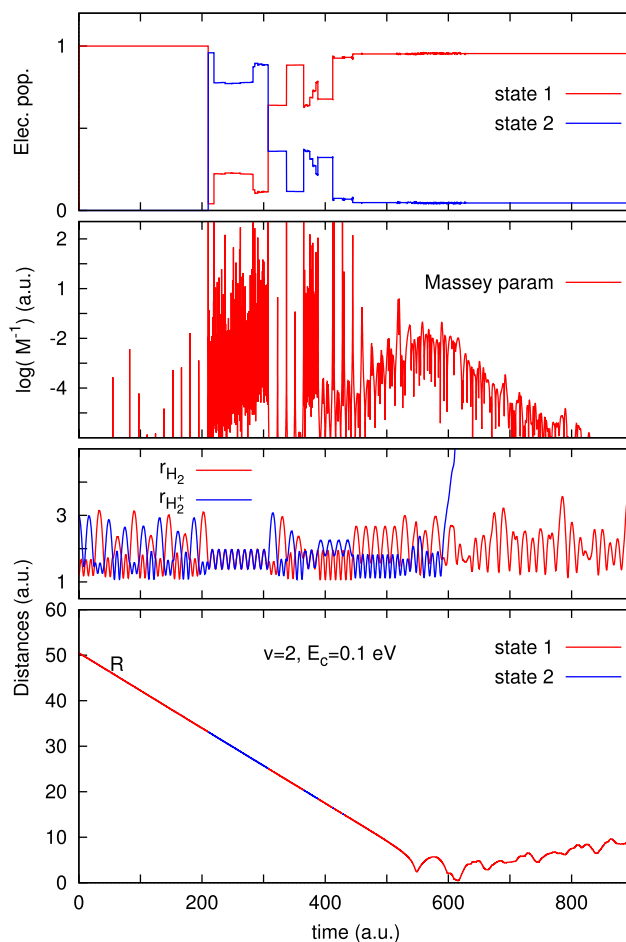 1
Elec. pop.
state 1
state 2
0
2
1
-2
-4
log( M⁻¹) (a.u.)
Massey param
r_H₂
r_H₂⁺
3
1
60
50
40
30
20
10
0
Distances (a.u.)
R
v=2, E_c=0.1 eV
state 1
state 2
0 200 400 600 800
time (a.u.)